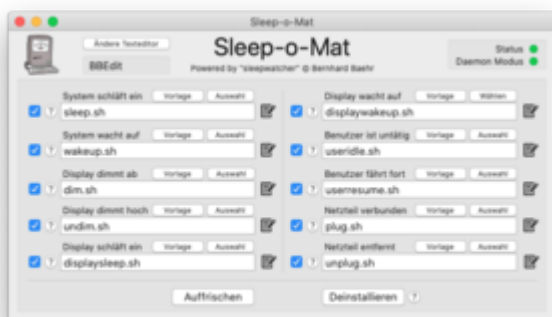 Sleep-o-Mat
Ändere Texteditor
BBEdit
Sleep-o-Mat
Powered by "sleepwatcher" @ Bernhard Baehr
Status
Daemon Modus
System schläft ein Vorlage Auswahl
? sleep.sh
System wacht auf Vorlage Auswahl
? wakeup.sh
Display dimmt ab Vorlage Auswahl
? dim.sh
Display dimmt hoch Vorlage Auswahl
? undim.sh
Display schläft ein Vorlage Auswahl
? displaysleep.sh
Display wacht auf Vorlage Wählen
? displaywakeup.sh
Benutzer ist untätig Vorlage Auswahl
? useridle.sh
Benutzer fährt fort Vorlage Auswahl
? userresume.sh
Netzteil verbunden Vorlage Auswahl
? plug.sh
Netzteil entfernt Vorlage Auswahl
? unplug.sh
Auffrischen
Deinstallieren ?